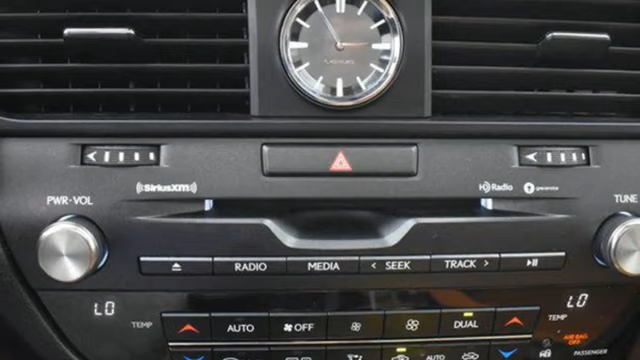 LEXUS
((SiriusXM))
HD Radio gracenote
PWR·VOL
TUNE
RADIO MEDIA < SEEK TRACK >
LO LO
TEMP AUTO OFF DUAL TEMP
AIR BAG
OFF
AUTO PASSENGER